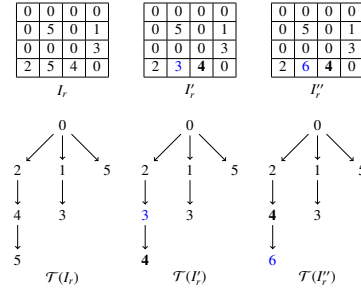 0 0 0 0 0 0 0 0 0 0 0 0
0 5 0 1 0 5 0 1 0 5 0 1
0 0 0 3 0 0 0 3 0 0 0 3
2 5 4 0 2 3 4 0 2 6 4 0
I_r I'_r I''_r
0 0 0
2 1 5 2 1 5 2 1 5
4 3 3 3 4 3
5 4 6
𝒯(I_r) 𝒯(I'_r) 𝒯(I''_r)